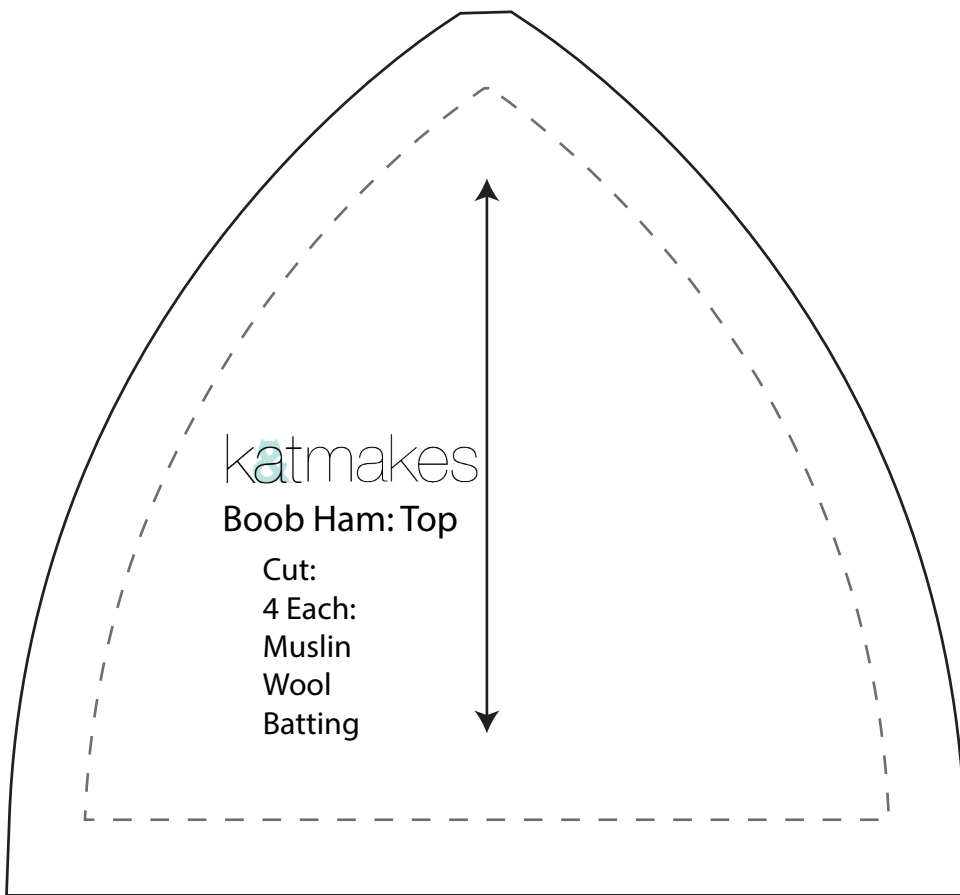 katmakes
Boob Ham: Top
Cut:
4 Each:
Muslin
Wool
Batting